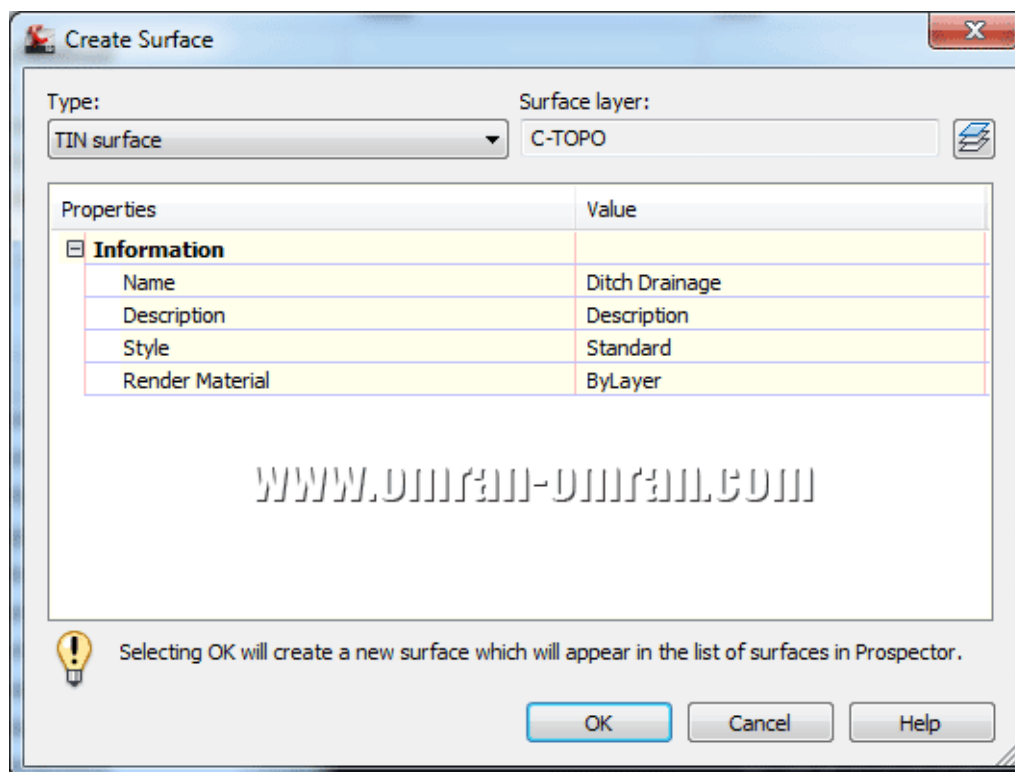 Create Surface
Type:
Surface layer:
TIN surface
C-TOPO
Properties Value
Information
Name Ditch Drainage
Description Description
Style Standard
Render Material ByLayer
www.omran-omran.com
Selecting OK will create a new surface which will appear in the list of surfaces in Prospector.
OK Cancel Help